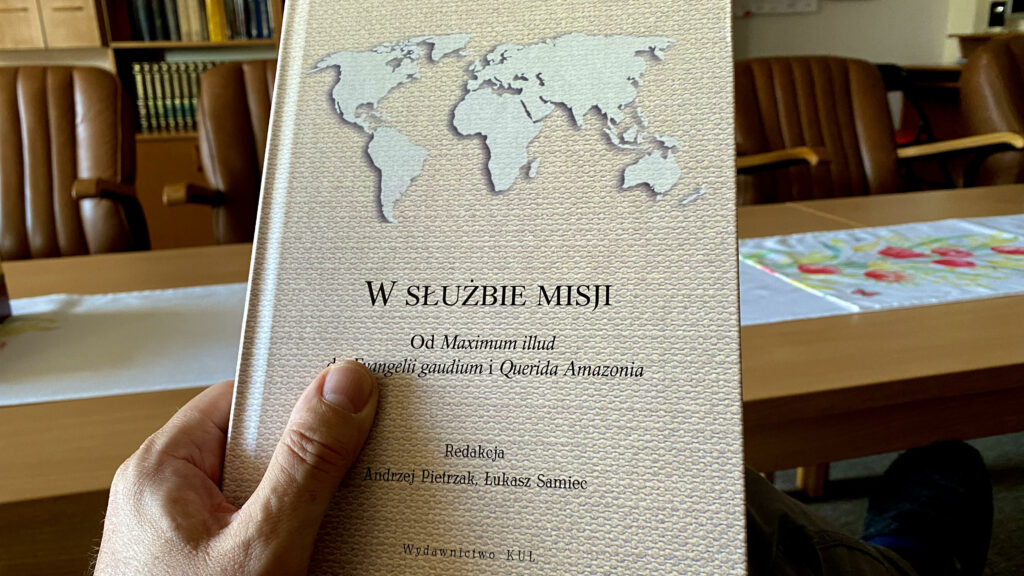 W SŁUŻBIE MISJI
Od Maximum illud
Evangelii gaudium i Querida Amazonia
Redakcja
Andrzej Pietrzak, Łukasz Samiec
Wydawnictwo KUL